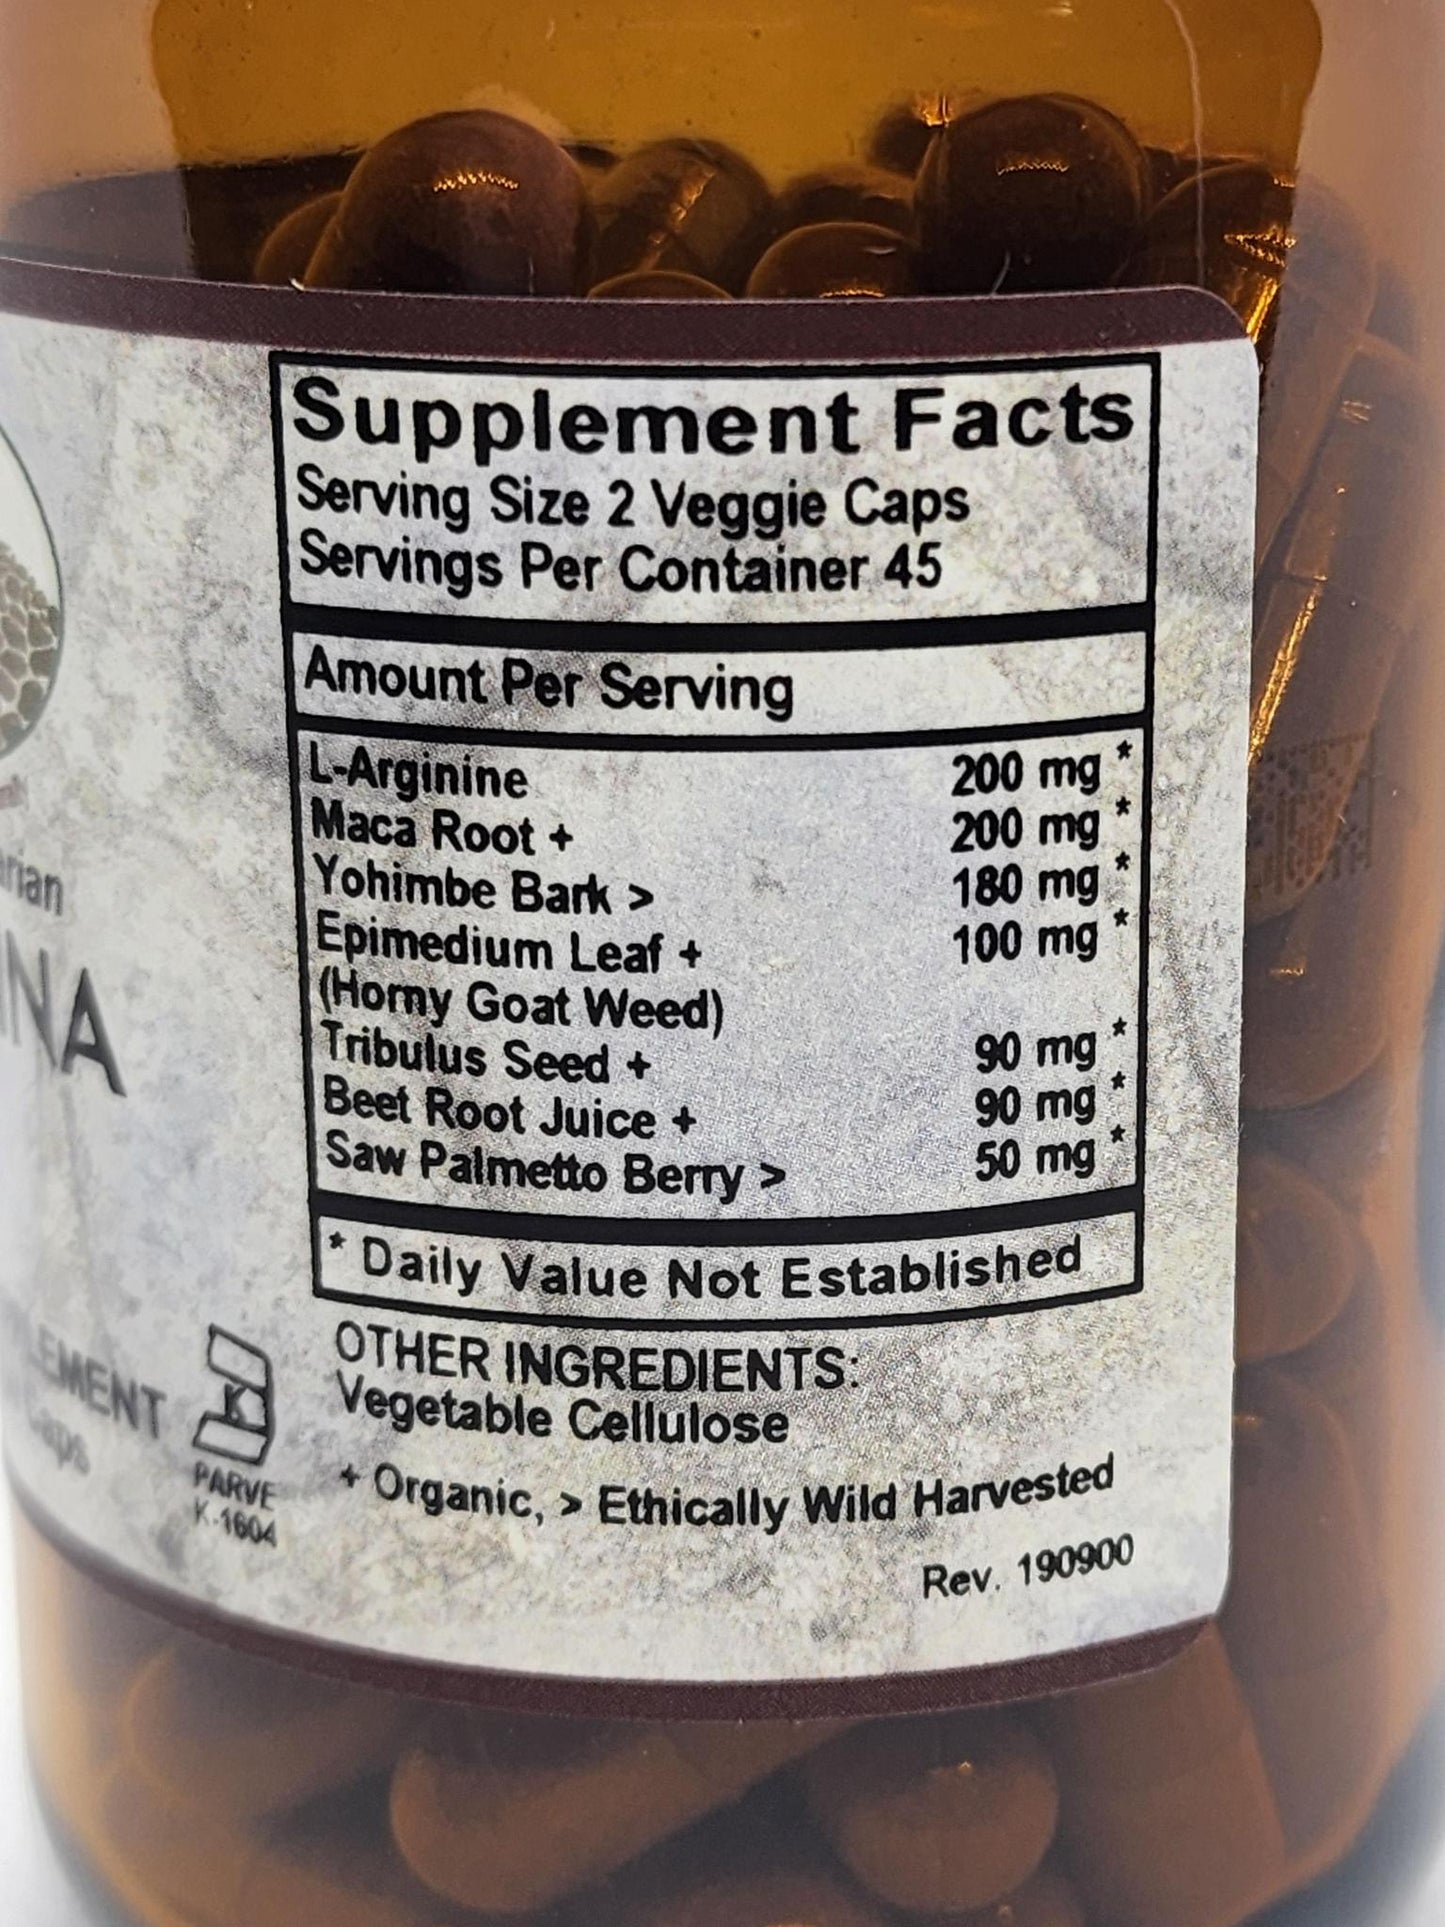 Supplement Facts
Serving Size 2 Veggie Caps
Servings Per Container 45
Amount Per Serving
L-Arginine 200 mg *
Maca Root + 200 mg *
Yohimbe Bark > 180 mg *
Epimedium Leaf + 100 mg *
(Horny Goat Weed)
Tribulus Seed + 90 mg *
Beet Root Juice + 90 mg *
Saw Palmetto Berry > 50 mg *
* Daily Value Not Established
OTHER INGREDIENTS:
Vegetable Cellulose
+ Organic, > Ethically Wild Harvested
Rev. 190900
K
PARVE
K-1604